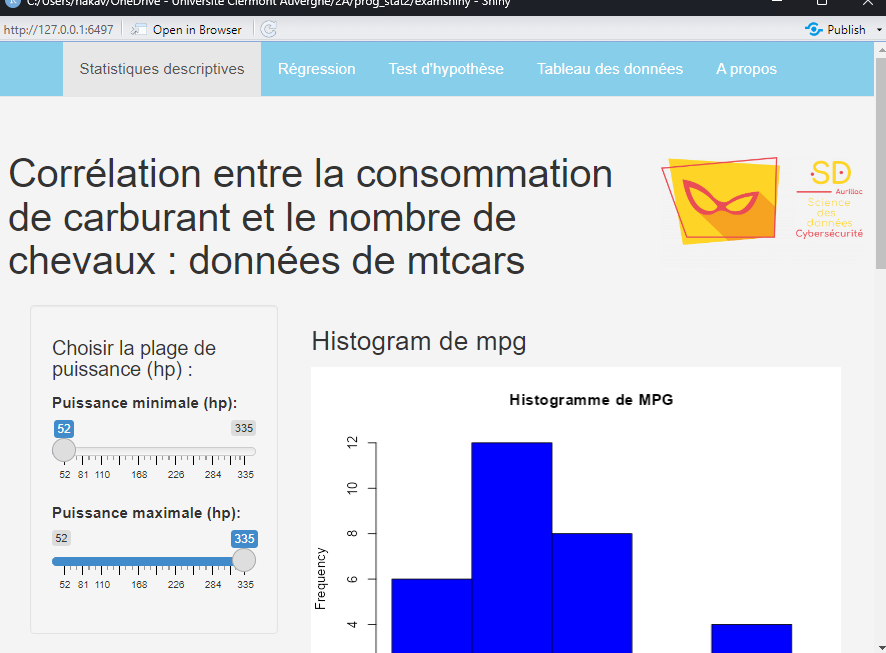 C:/Users/nakav/OneDrive - Université Clermont Auvergne/2A/prog_stat2/examshiny - Shiny
http://127.0.0.1:6497 Open in Browser Publish
Statistiques descriptives Régression Test d'hypothèse Tableau des données A propos
Corrélation entre la consommation
de carburant et le nombre de
chevaux : données de mtcars
SD
Aurillac
Science
des
données
Cybersécurité
Choisir la plage de
puissance (hp) :
Puissance minimale (hp):
52 335
52 81 110 168 226 284 335
Puissance maximale (hp):
52 335
52 81 110 168 226 284 335
Histogram de mpg
Histogramme de MPG
Frequency
12
10
8
6
4